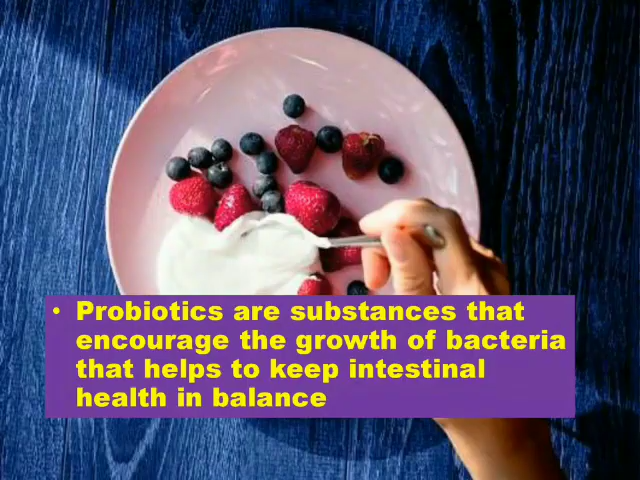 • Probiotics are substances that
encourage the growth of bacteria
that helps to keep intestinal
health in balance